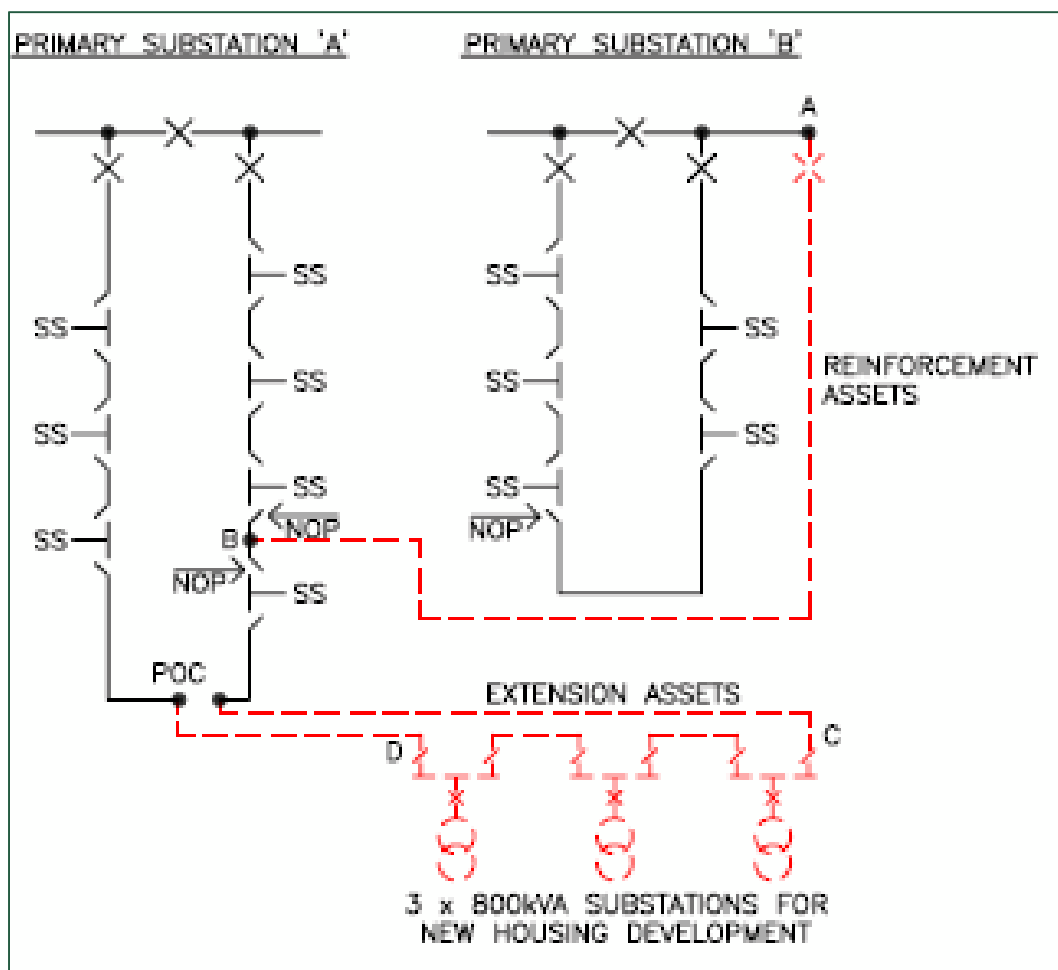 PRIMARY SUBSTATION 'A'
PRIMARY SUBSTATION 'B'
A
SS
SS
SS
SS
REINFORCEMENT
ASSETS
SS
SS
SS
SS
SS
SS
SS
NOP
NOP
B
SS
NOP
SS
POC
EXTENSION ASSETS
D
C
3 x 800kVA SUBSTATIONS FOR
NEW HOUSING DEVELOPMENT